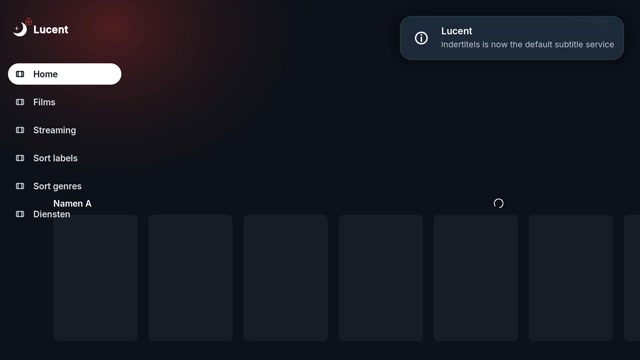 Lucent
Home
Films
Streaming
Sort labels
Sort genres
Namen A
Diensten
Lucent
Ondertitels is now the default subtitle service